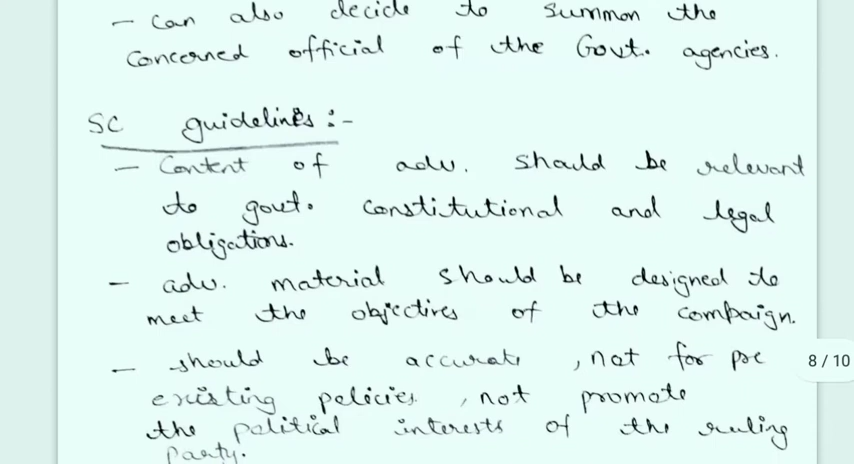 - Can also decide to summon the
concerned official of the Govt. agencies.
SC guidelines :-
- Content of adv. should be relevant
to govt. constitutional and legal
obligations.
- adv. material should be designed to
meet the objectives of the campaign.
- should be accurate, not for pre
existing policies, not promote
the political interests of the ruling
party.
8 / 10